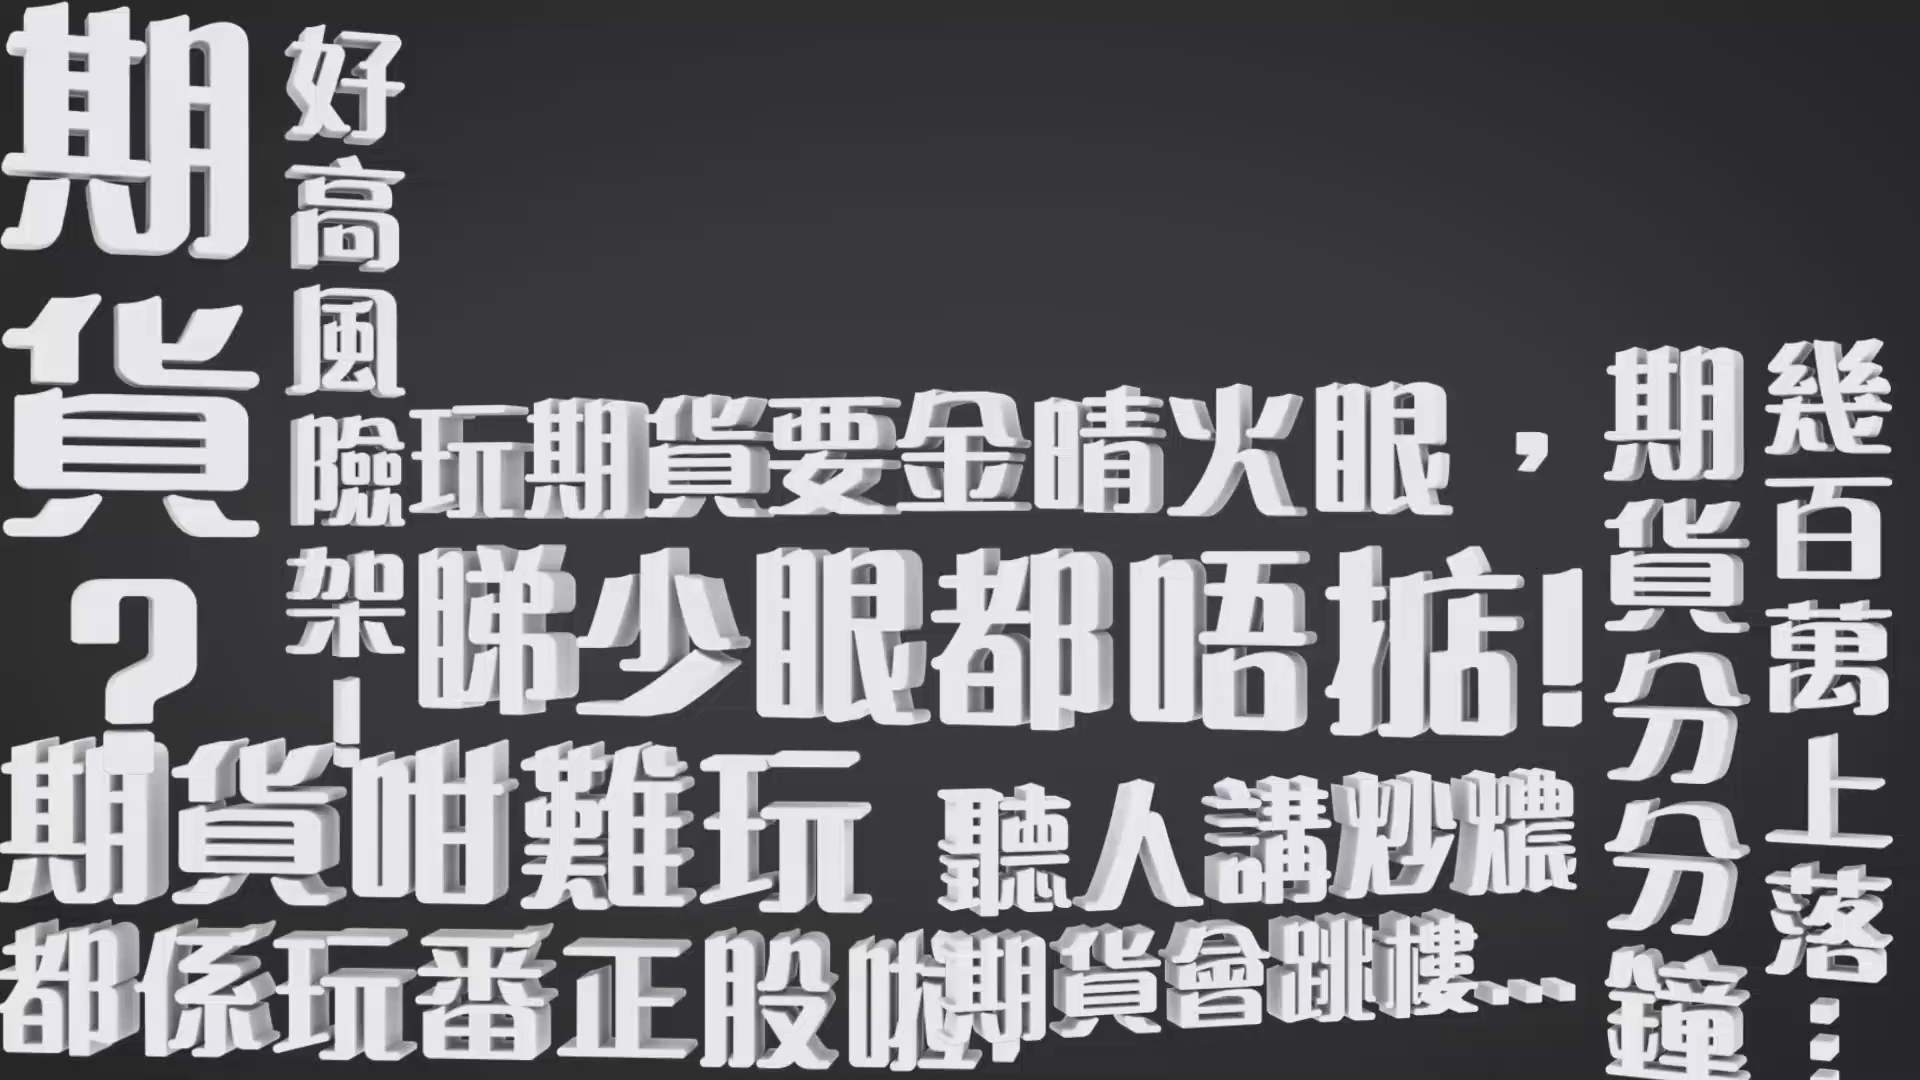 期貨?
好高風險架!
玩期貨要金晴火眼,
睇少眼都唔掂!
期貨咁難玩
都係玩番正股啦!
聽人講炒燶
期貨會跳樓...
期貨分分鐘
幾百萬上落...